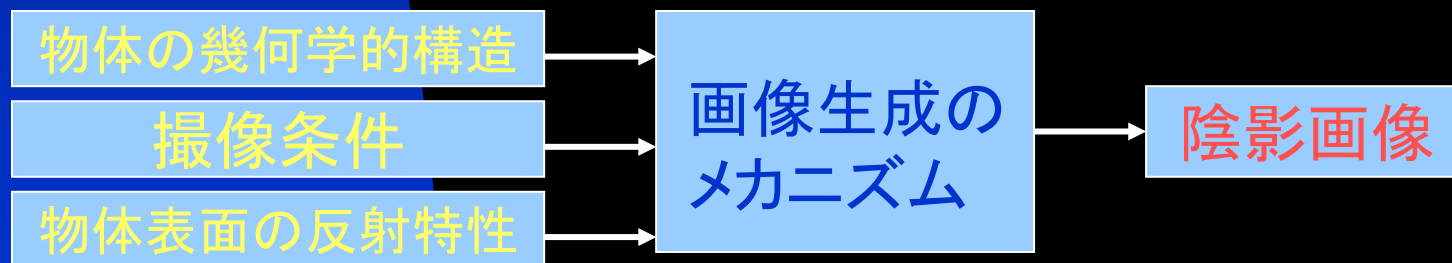 物体の幾何学的構造
撮像条件
物体表面の反射特性
画像生成の
メカニズム
陰影画像